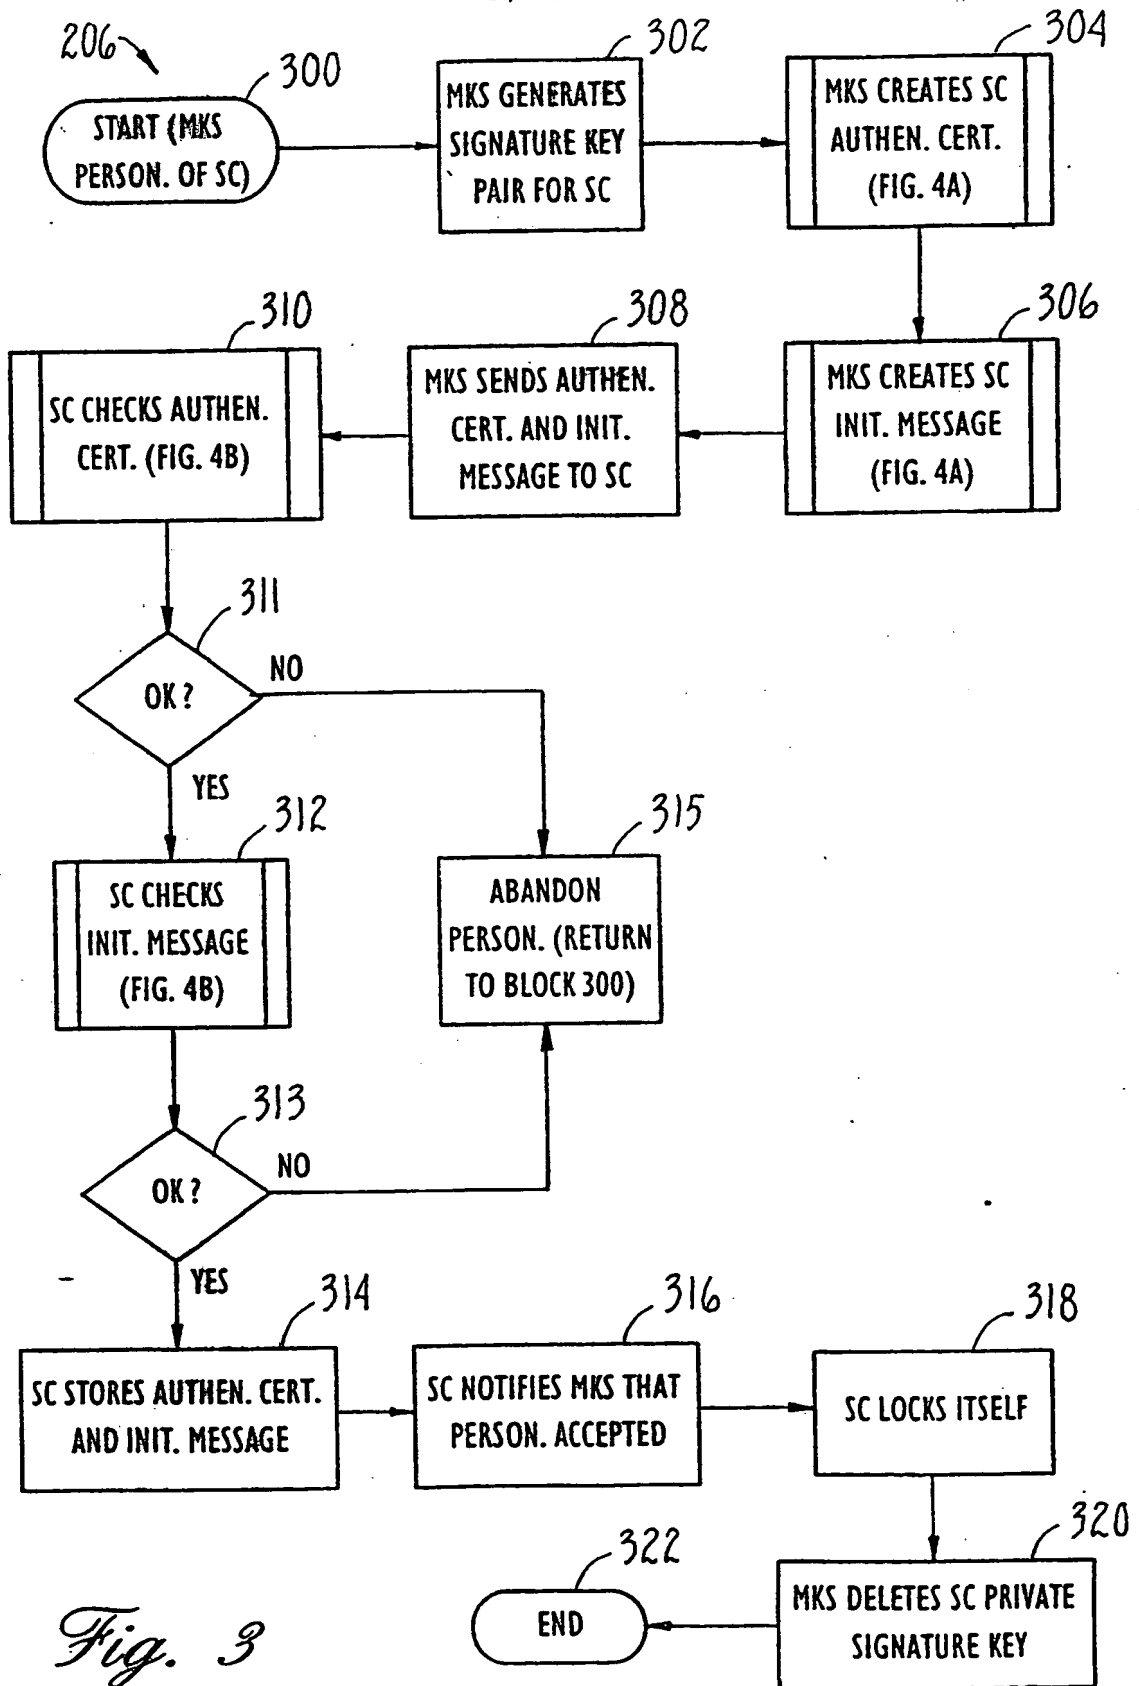 206
300
START (MKS
PERSON. OF SC)
302
MKS GENERATES
SIGNATURE KEY
PAIR FOR SC
304
MKS CREATES SC
AUTHEN. CERT.
(FIG. 4A)
306
MKS CREATES SC
INIT. MESSAGE
(FIG. 4A)
308
MKS SENDS AUTHEN.
CERT. AND INIT.
MESSAGE TO SC
310
SC CHECKS AUTHEN.
CERT. (FIG. 4B)
311
OK?
NO
YES
312
SC CHECKS
INIT. MESSAGE
(FIG. 4B)
315
ABANDON
PERSON. (RETURN
TO BLOCK 300)
313
OK?
NO
YES
314
SC STORES AUTHEN. CERT.
AND INIT. MESSAGE
316
SC NOTIFIES MKS THAT
PERSON. ACCEPTED
318
SC LOCKS ITSELF
320
MKS DELETES SC PRIVATE
SIGNATURE KEY
322
END
Fig. 3